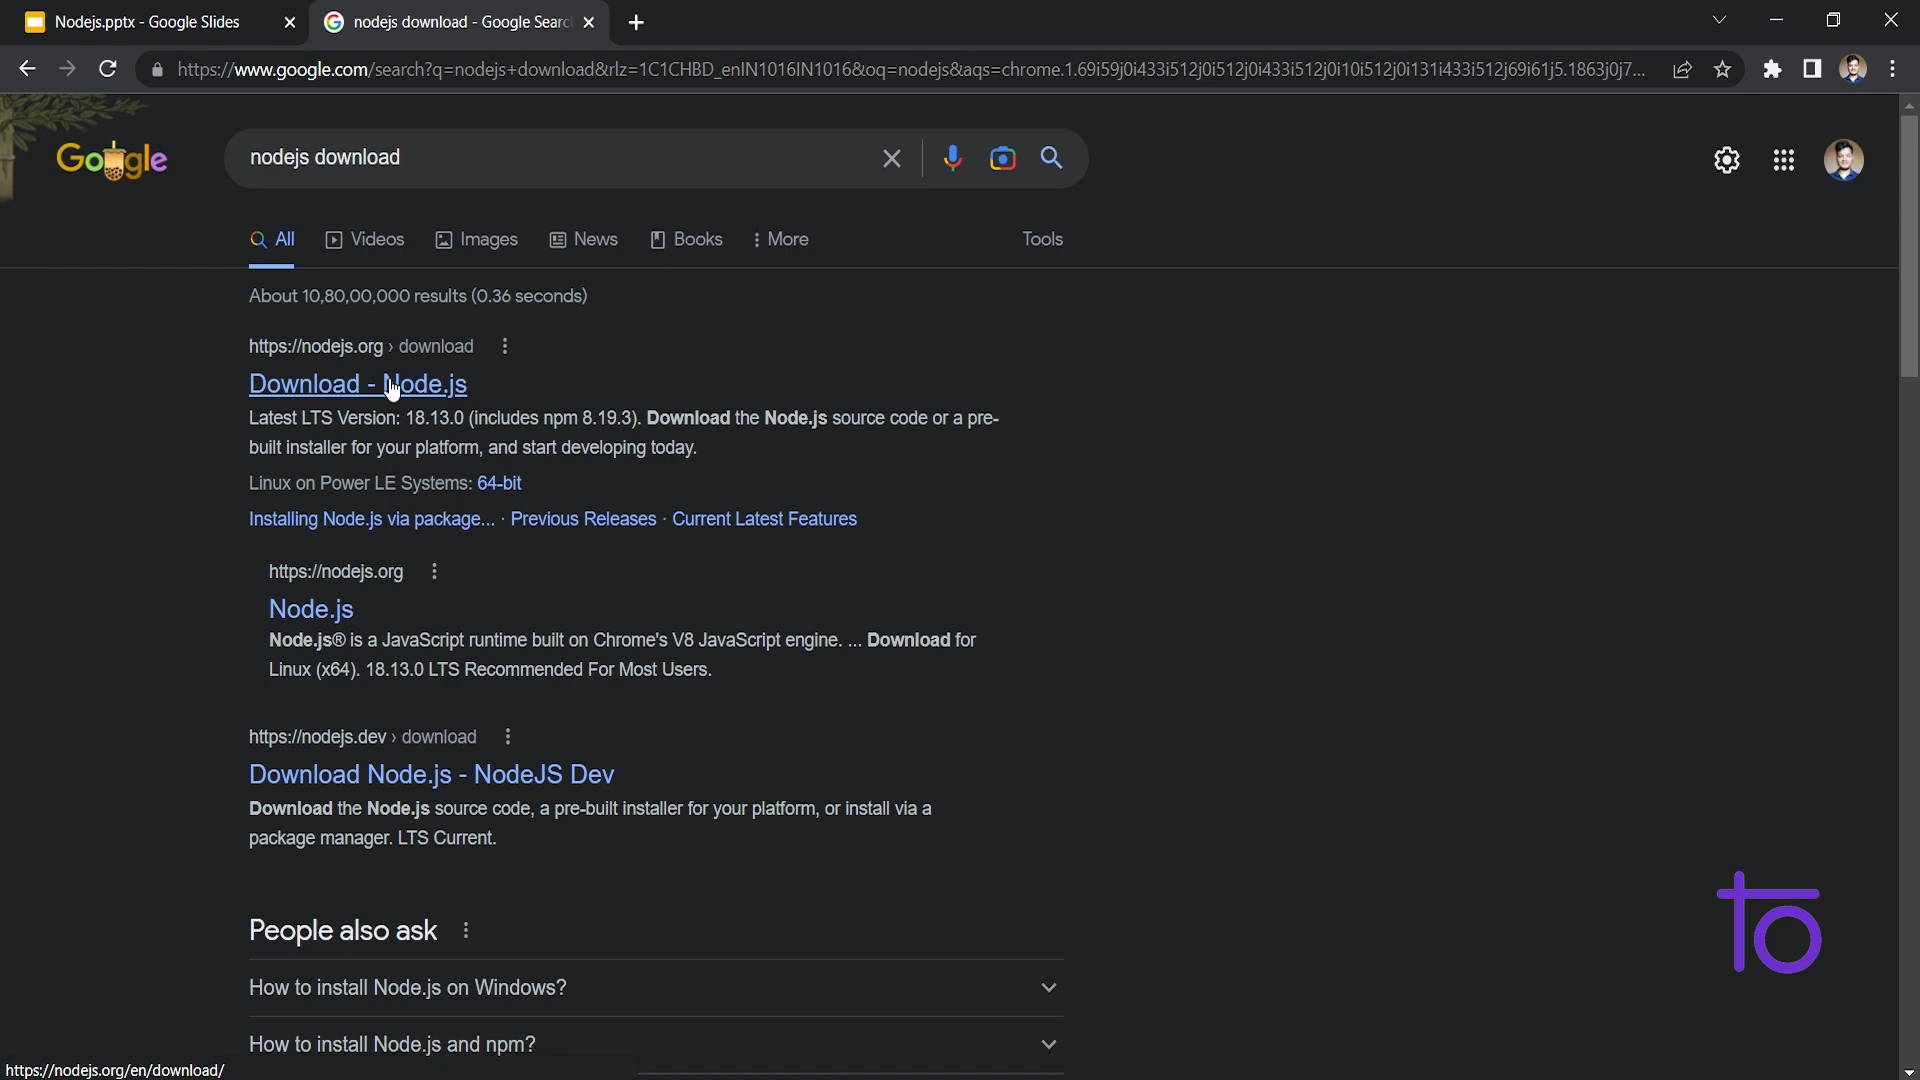 Nodejs.pptx - Google Slides
nodejs download - Google Searc
https://www.google.com/search?q=nodejs+download&rlz=1C1CHBD_enIN1016IN1016&oq=nodejs&aqs=chrome.1.69i59j0i433i512j0i512j0i433i512j0i10i512j0i131i433i512j69i61j5.1863j0j7...
Google
nodejs download
All
Videos
Images
News
Books
More
Tools
About 10,80,00,000 results (0.36 seconds)
https://nodejs.org › download
Download - Node.js
Latest LTS Version: 18.13.0 (includes npm 8.19.3). Download the Node.js source code or a pre-
built installer for your platform, and start developing today.
Linux on Power LE Systems: 64-bit
Installing Node.js via package... · Previous Releases · Current Latest Features
https://nodejs.org
Node.js
Node.js® is a JavaScript runtime built on Chrome's V8 JavaScript engine. ... Download for
Linux (x64). 18.13.0 LTS Recommended For Most Users.
https://nodejs.dev › download
Download Node.js - NodeJS Dev
Download the Node.js source code, a pre-built installer for your platform, or install via a
package manager. LTS Current.
People also ask
How to install Node.js on Windows?
How to install Node.js and npm?
https://nodejs.org/en/download/
to